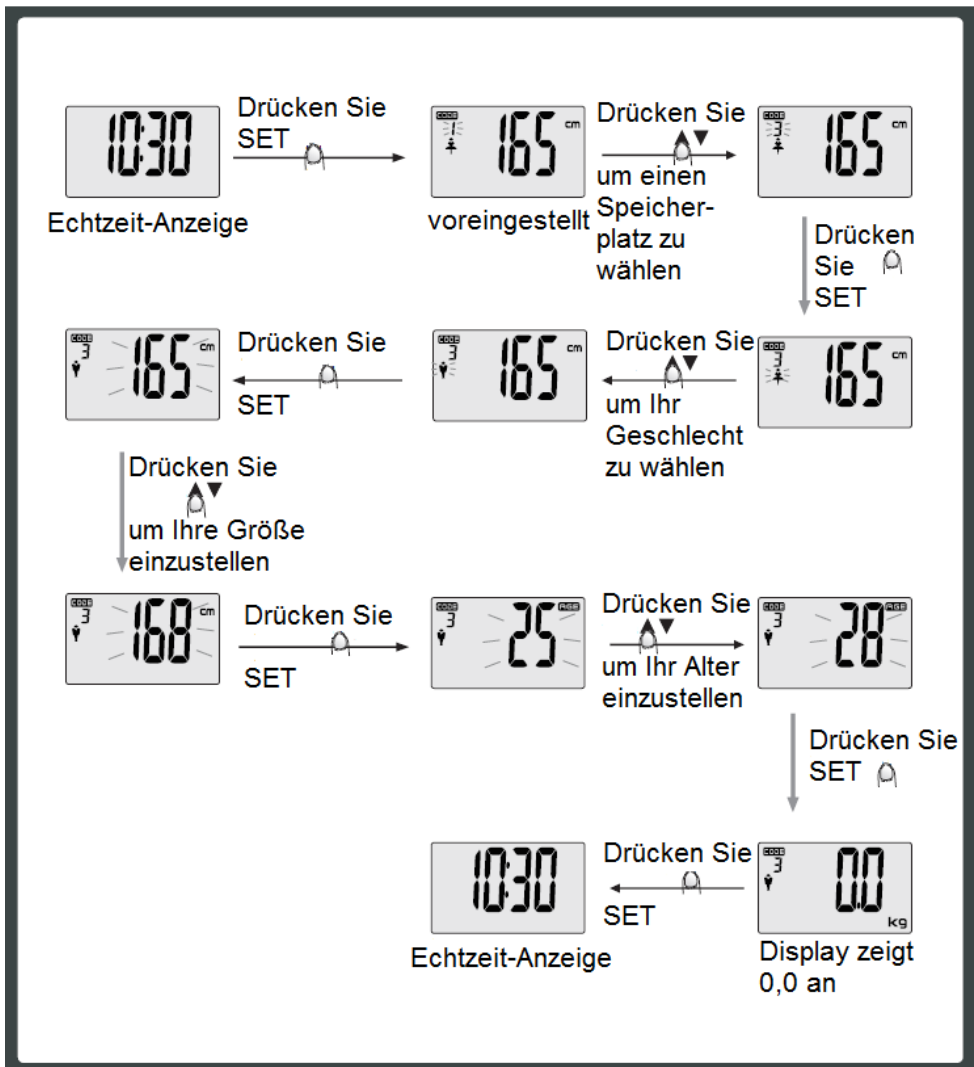 10:30
Echtzeit-Anzeige
Drücken Sie
SET
CODE
1
165 cm
voreingestellt
Drücken Sie
▲▼
um einen
Speicher-
platz zu
wählen
CODE
3
165 cm
Drücken
Sie
SET
CODE
3
165 cm
Drücken Sie
▲▼
um Ihr
Geschlecht
zu wählen
CODE
3
165 cm
Drücken Sie
SET
CODE
3
165 cm
Drücken Sie
▲▼
um Ihre Größe
einzustellen
CODE
3
168 cm
Drücken Sie
SET
CODE
3
25 AGE
Drücken Sie
▲▼
um Ihr Alter
einzustellen
CODE
3
28 AGE
Drücken Sie
SET
CODE
3
0.0
kg
Display zeigt
0,0 an
Drücken Sie
SET
10:30
Echtzeit-Anzeige